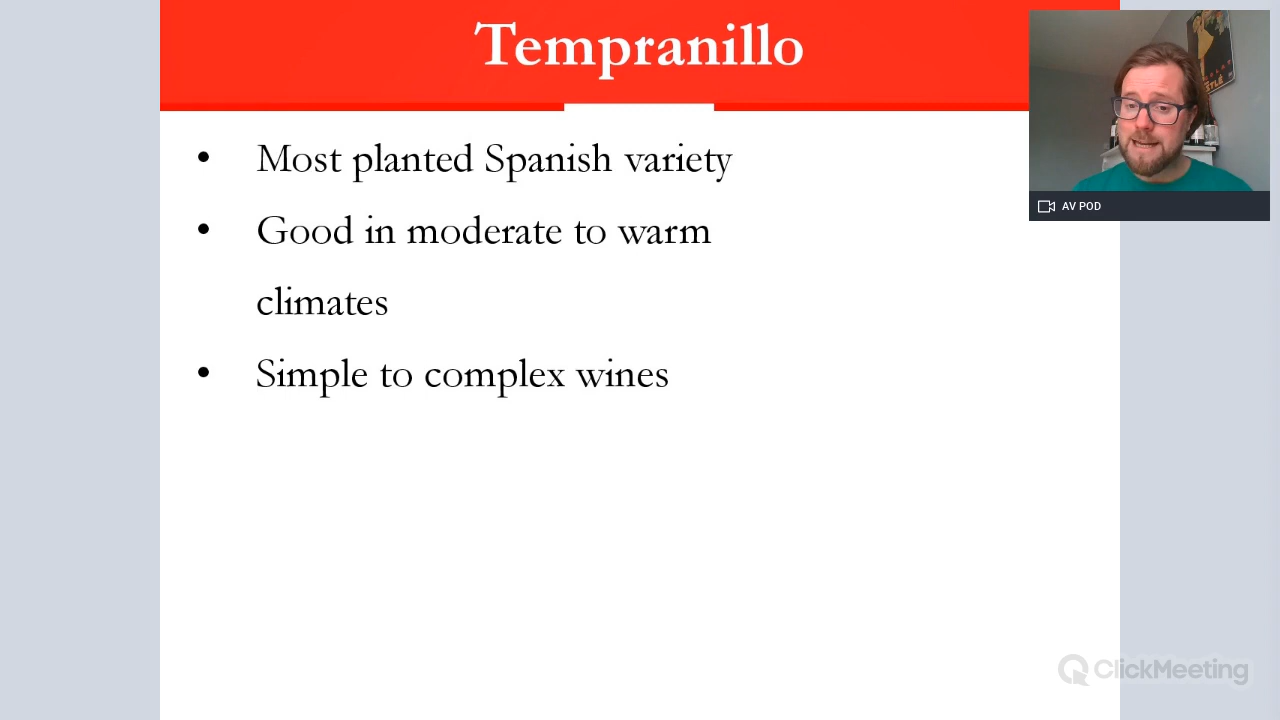 Tempranillo
• Most planted Spanish variety
• Good in moderate to warm
climates
• Simple to complex wines
AV POD
ClickMeeting